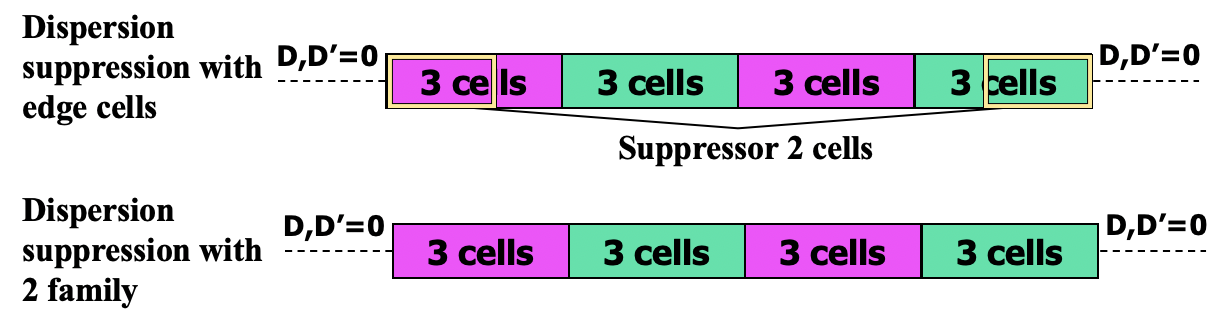 Dispersion
suppression with
edge cells
D,D′=0
3 cells
3 cells
3 cells
3 cells
D,D′=0
Suppressor 2 cells
Dispersion
suppression with
2 family
D,D′=0
3 cells
3 cells
3 cells
3 cells
D,D′=0